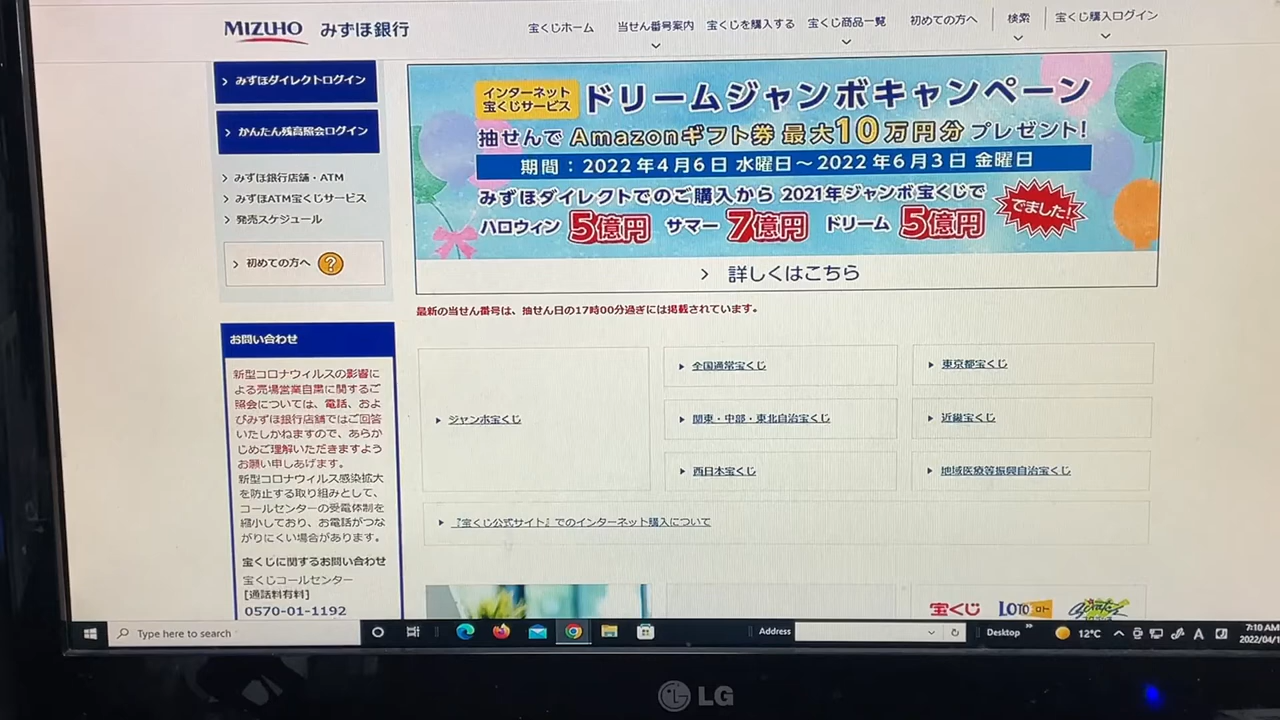 MIZUHO みずほ銀行
宝くじホーム
当せん番号案内
宝くじを購入する
宝くじ商品一覧
初めての方へ
検索
宝くじ購入ログイン
みずほダイレクトログイン
かんたん残高照会ログイン
みずほ銀行店舗・ATM
みずほATM宝くじサービス
発売スケジュール
初めての方へ ?
インターネット
宝くじサービス
ドリームジャンボキャンペーン
抽せんでAmazonギフト券 最大10万円分 プレゼント!
期間:2022年4月6日 水曜日~2022年6月3日 金曜日
みずほダイレクトでのご購入から 2021年ジャンボ宝くじで
ハロウィン 5億円 サマー 7億円 ドリーム 5億円
でました!
詳しくはこちら
最新の当せん番号は、抽せん日の17時00分過ぎには掲載されています。
ジャンボ宝くじ
全国通常宝くじ
東京都宝くじ
関東・中部・東北自治宝くじ
近畿宝くじ
西日本宝くじ
地域医療等振興自治宝くじ
『宝くじ公式サイト』でのインターネット購入について
お問い合わせ
新型コロナウィルスの影響に
よる売場営業自粛に関するご
照会については、電話、およ
びみずほ銀行店舗ではご回答
いたしかねますので、あらか
じめご理解いただきますよう
お願い申しあげます。
新型コロナウィルス感染拡大
を防止する取り組みとして、
コールセンターの受電体制を
縮小しており、お電話がつな
がりにくい場合があります。
宝くじに関するお問い合わせ
宝くじコールセンター
[通話料有料]
0570-01-1192
宝くじ
LOTO ロト
Type here to search
Address
Desktop
12°C
A
7:10 AM
2022/04/1
LG